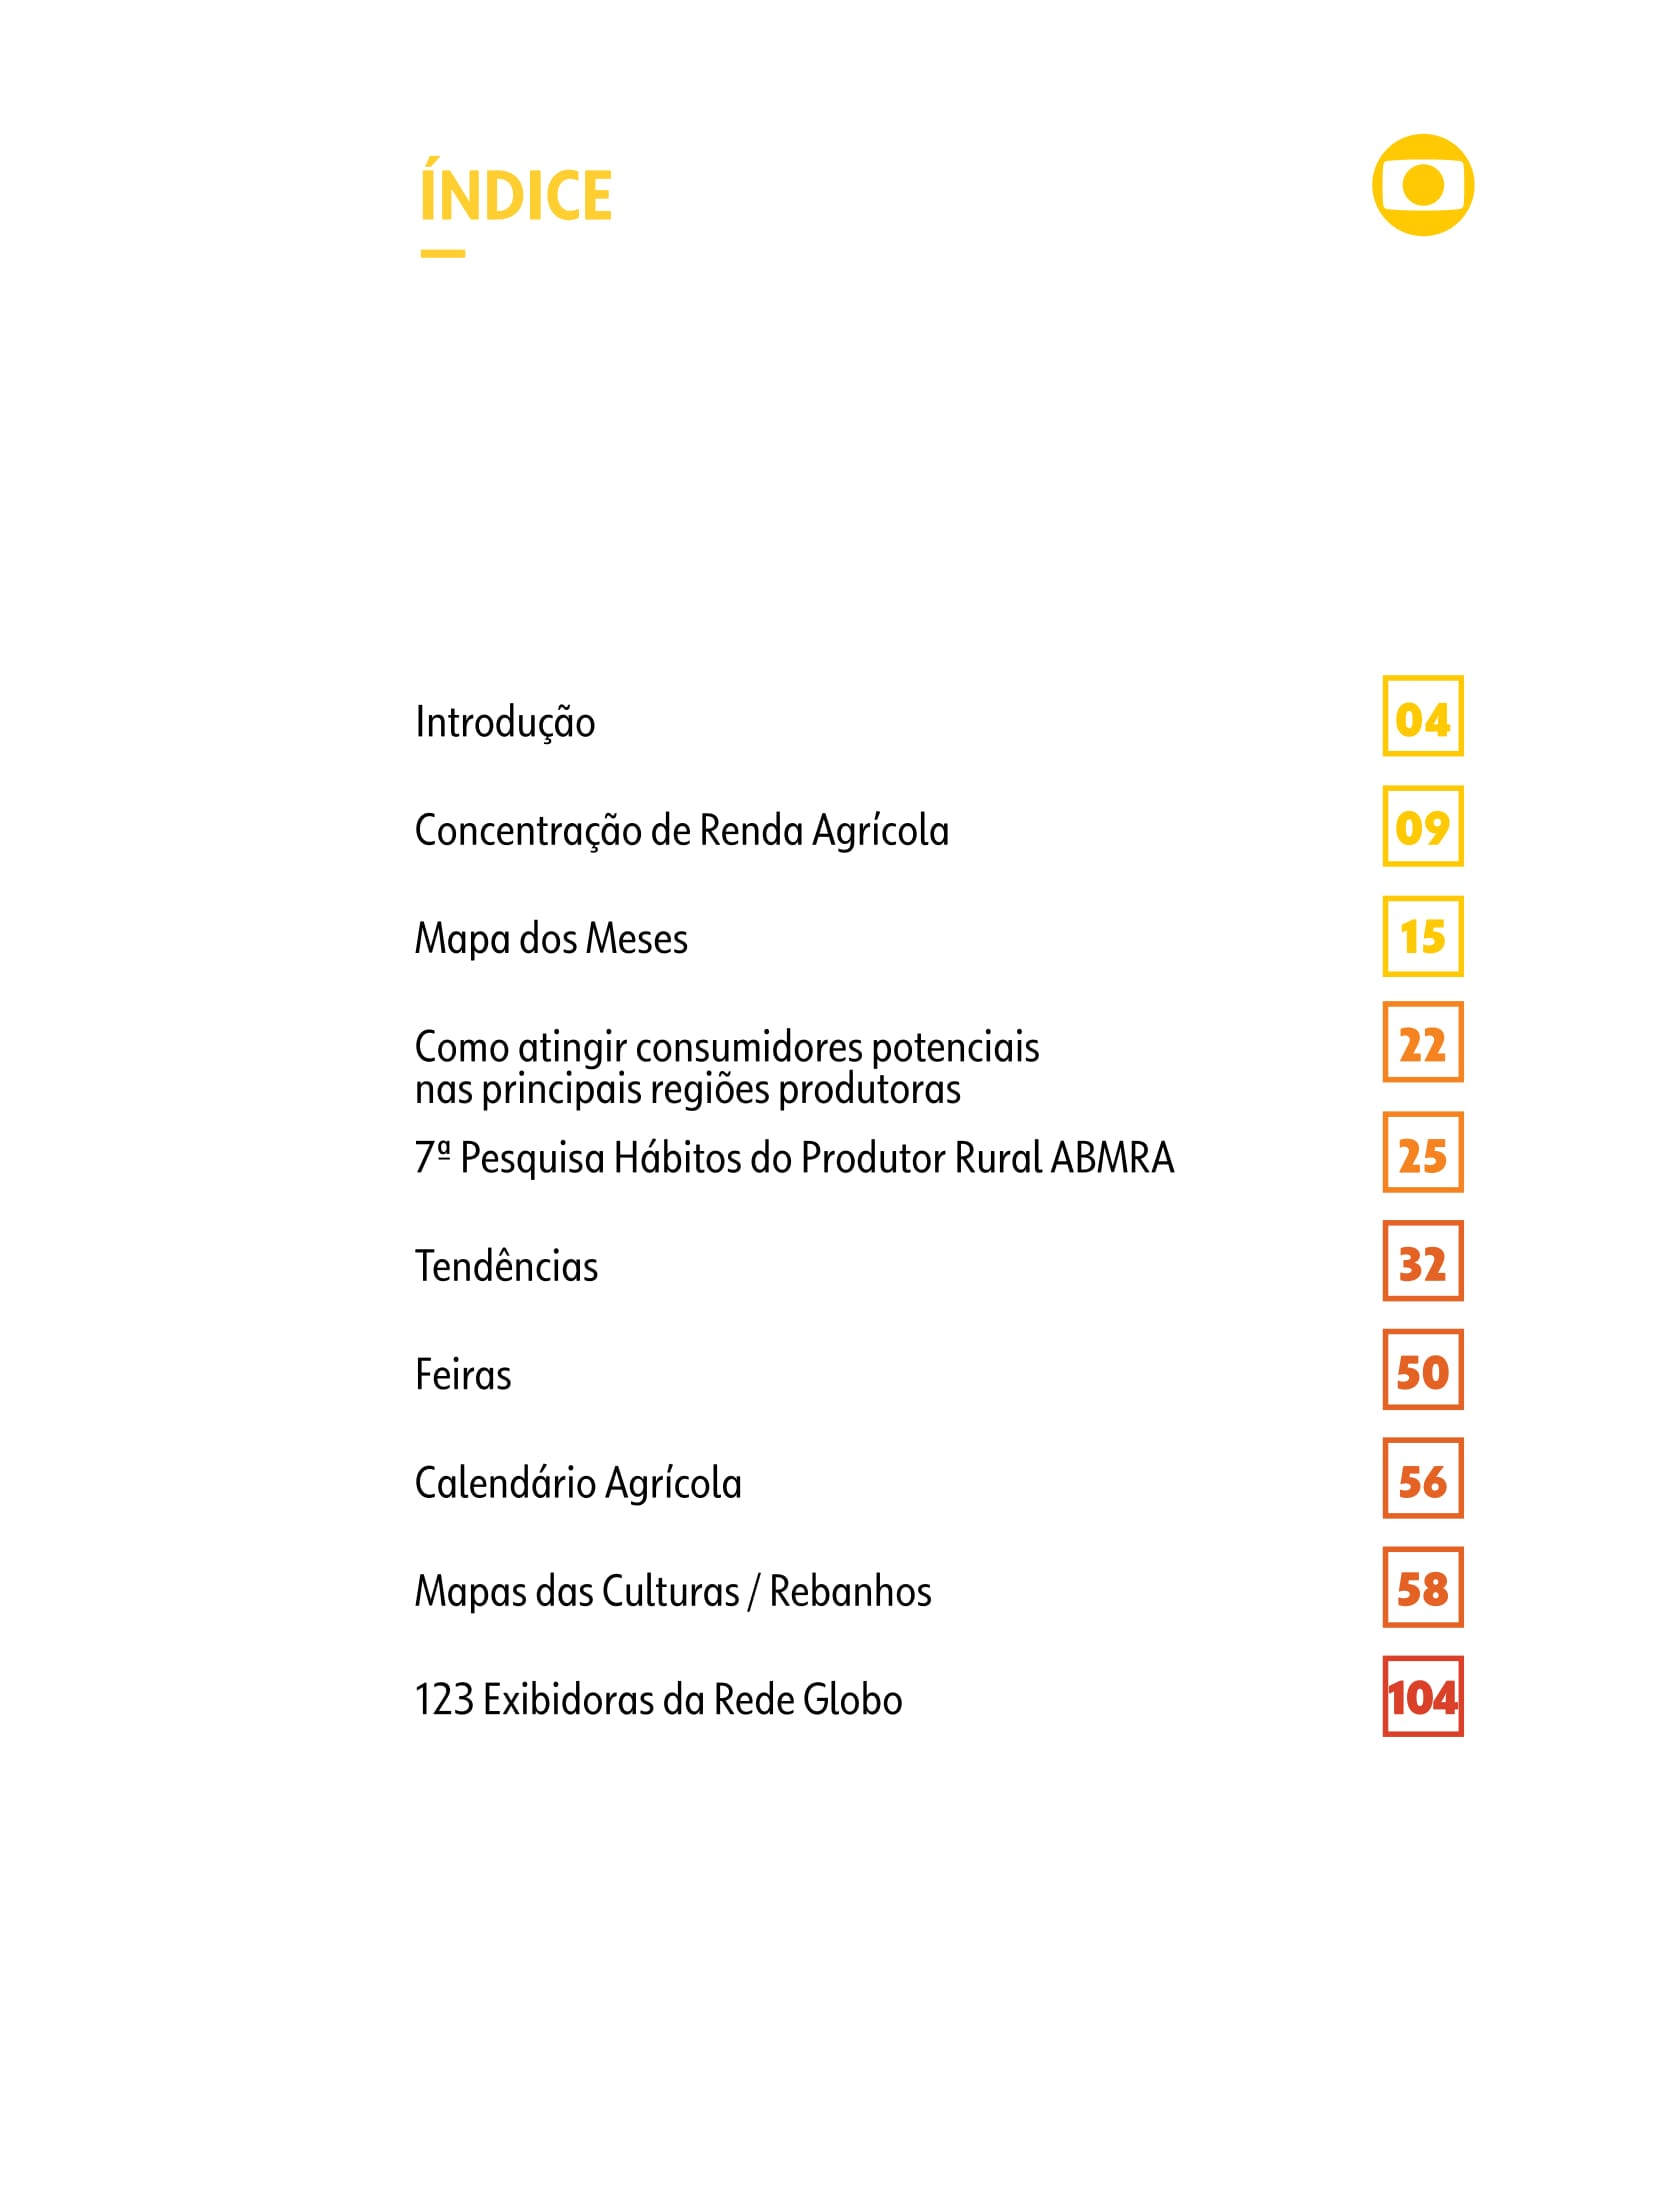 ÍNDICE
Introdução 04
Concentração de Renda Agrícola 09
Mapa dos Meses 15
Como atingir consumidores potenciais 22
nas principais regiões produtoras
7ª Pesquisa Hábitos do Produtor Rural ABMRA 25
Tendências 32
Feiras 50
Calendário Agrícola 56
Mapas das Culturas / Rebanhos 58
123 Exibidoras da Rede Globo 104